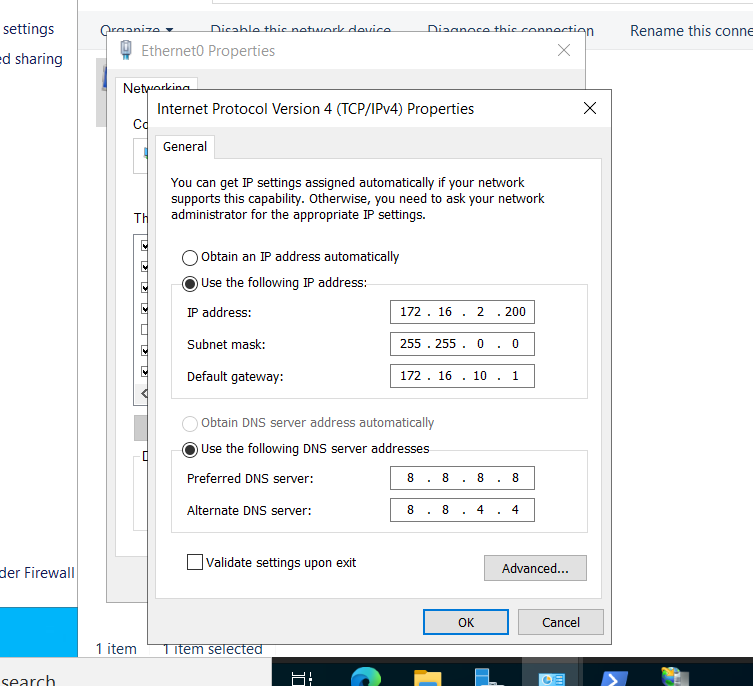 settings
Organize
Disable this network device
Diagnose this connection
Rename this conne
ed sharing
Ethernet0 Properties
Networking
Co
Th
D
Internet Protocol Version 4 (TCP/IPv4) Properties
General
You can get IP settings assigned automatically if your network
supports this capability. Otherwise, you need to ask your network
administrator for the appropriate IP settings.
Obtain an IP address automatically
Use the following IP address:
IP address: 172 . 16 . 2 . 200
Subnet mask: 255 . 255 . 0 . 0
Default gateway: 172 . 16 . 10 . 1
Obtain DNS server address automatically
Use the following DNS server addresses
Preferred DNS server: 8 . 8 . 8 . 8
Alternate DNS server: 8 . 8 . 4 . 4
Validate settings upon exit
Advanced...
OK
Cancel
der Firewall
1 item
1 item selected
search